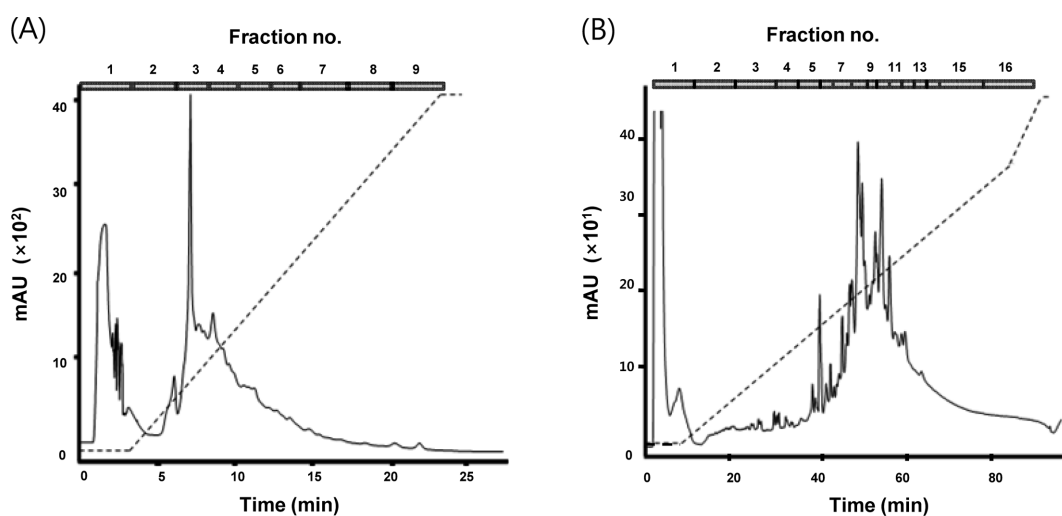 (A)
Fraction no.
1 2 3 4 5 6 7 8 9
40
30
20
10
0
mAU (×10²)
0 5 10 15 20 25
Time (min)
(B)
Fraction no.
1 2 3 4 5 7 9 11 13 15 16
40
30
20
10
0
mAU (×10¹)
0 20 40 60 80
Time (min)